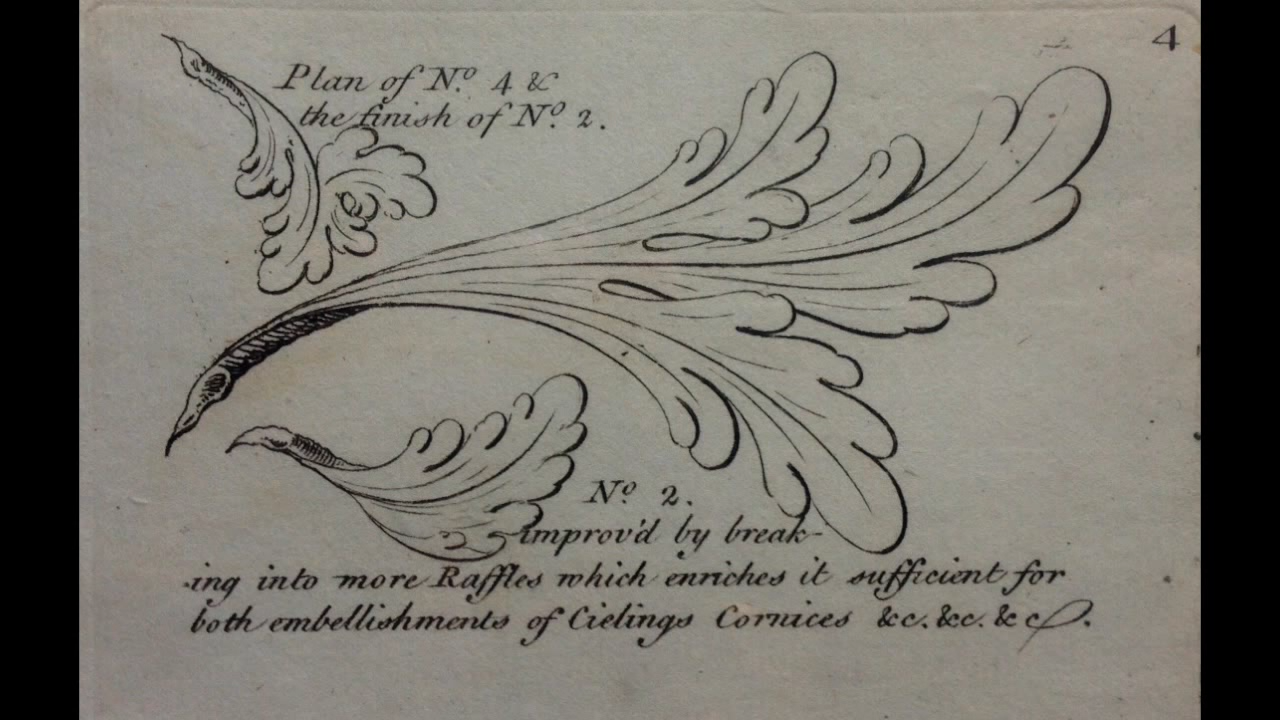 4
Plan of Nº. 4 &
the finish of Nº. 2.
Nº 2.
improv'd by break-
ing into more Raffles which enriches it sufficient for
both embellishments of Cielings Cornices &c. &c. &c.